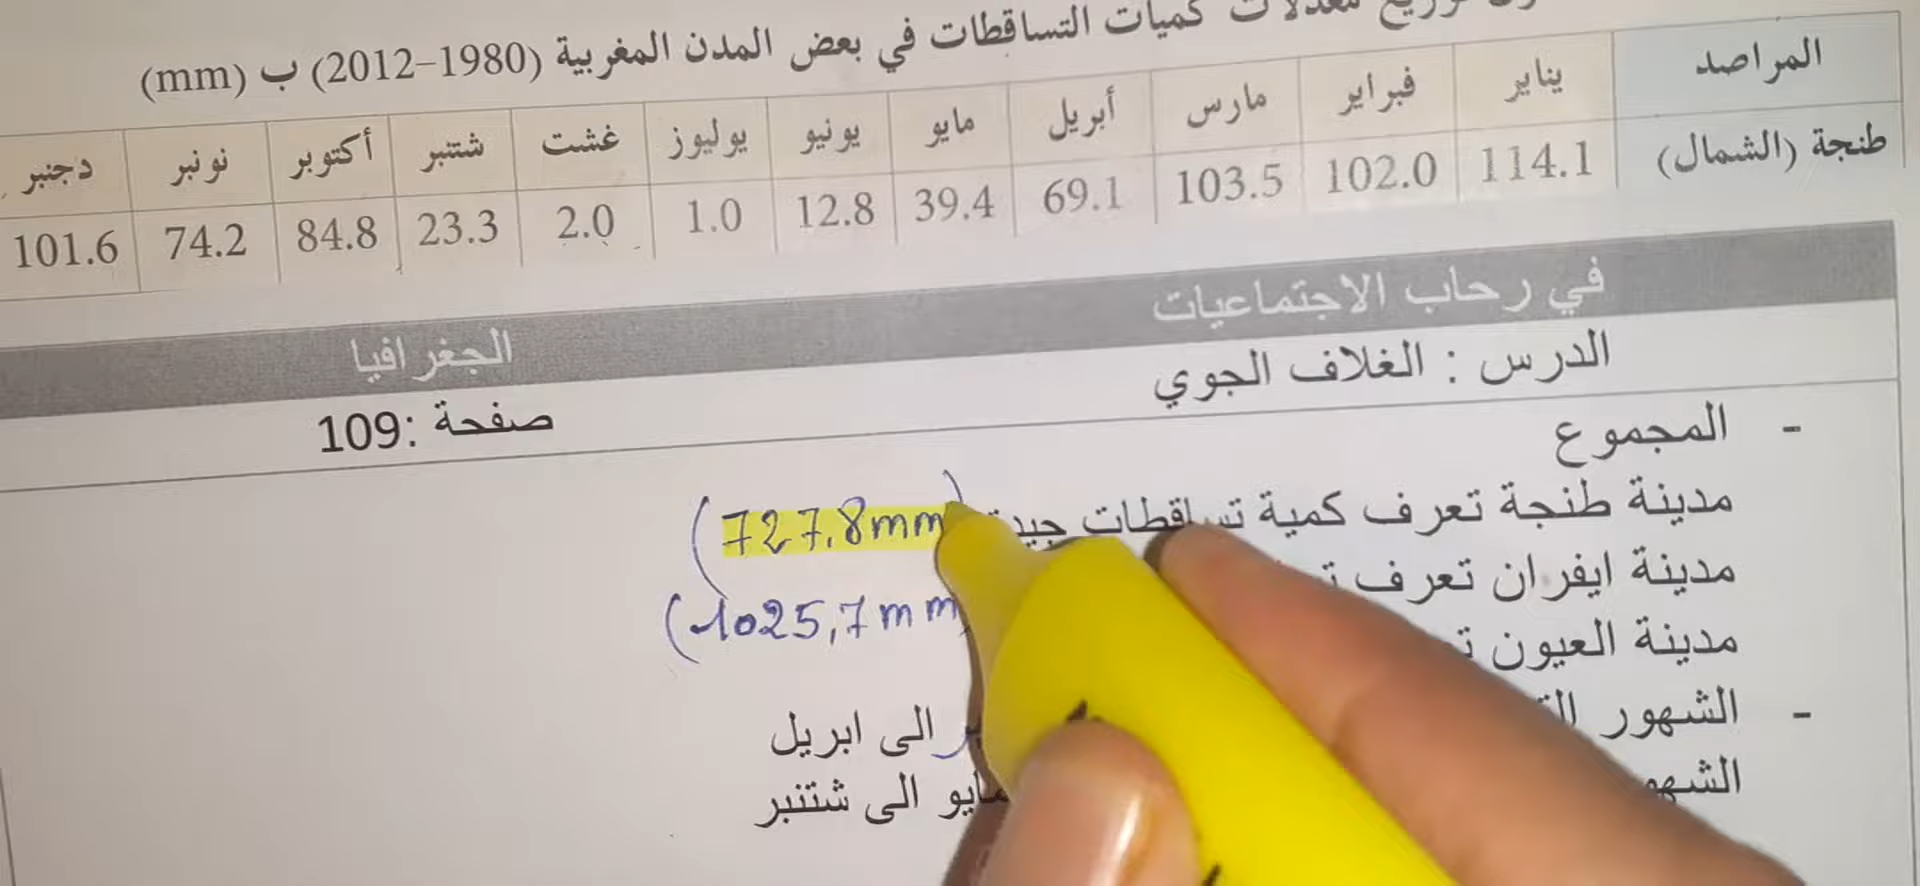 توزيع معدلات كميات التساقطات في بعض المدن المغربية (1980-2012) ب (mm)
المراصد يناير فبراير مارس أبريل مايو يونيو يوليوز غشت شتنبر أكتوبر نونبر دجنبر
طنجة (الشمال) 114.1 102.0 103.5 69.1 39.4 12.8 1.0 2.0 23.3 84.8 74.2 101.6
في رحاب الاجتماعيات الجغرافيا
الدرس : الغلاف الجوي صفحة :109
- المجموع
مدينة طنجة تعرف كمية تساقطات جيدة (727.8mm)
مدينة ايفران تعرف (1025,7mm
مدينة العيون
- الشهور الى ابريل
مايو الى شتنبر